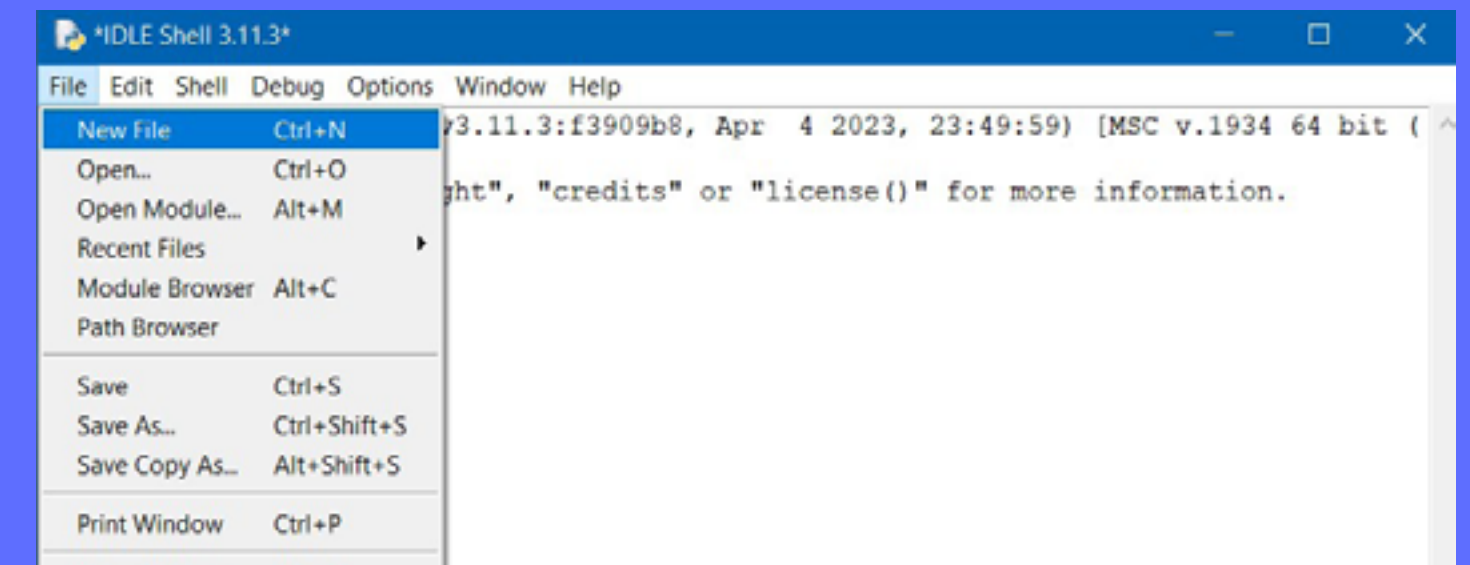 *IDLE Shell 3.11.3*
File Edit Shell Debug Options Window Help
New File Ctrl+N
v3.11.3:f3909b8, Apr 4 2023, 23:49:59) [MSC v.1934 64 bit (
Open... Ctrl+O
ght", "credits" or "license()" for more information.
Open Module... Alt+M
Recent Files
Module Browser Alt+C
Path Browser
Save Ctrl+S
Save As... Ctrl+Shift+S
Save Copy As... Alt+Shift+S
Print Window Ctrl+P